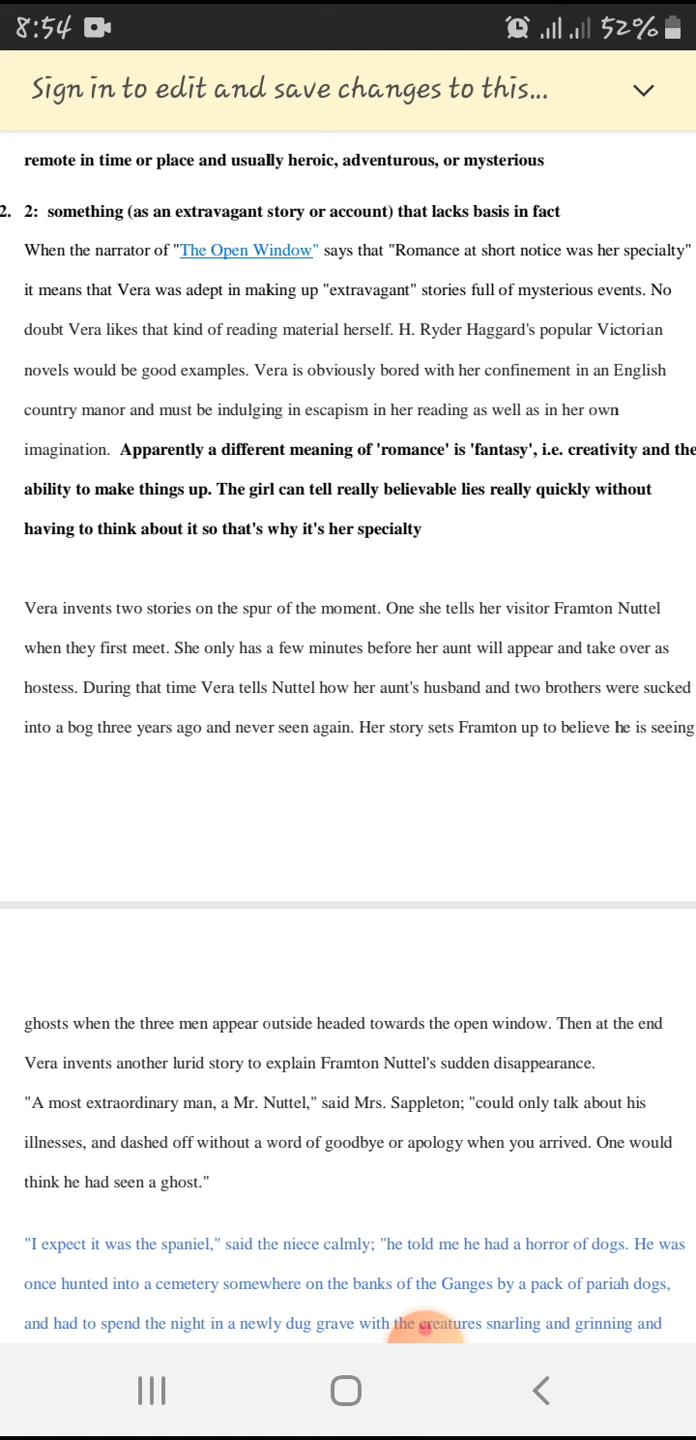 8:54
52%
Sign in to edit and save changes to this...
remote in time or place and usually heroic, adventurous, or mysterious
2. 2: something (as an extravagant story or account) that lacks basis in fact
When the narrator of "The Open Window" says that "Romance at short notice was her specialty"
it means that Vera was adept in making up "extravagant" stories full of mysterious events. No
doubt Vera likes that kind of reading material herself. H. Ryder Haggard's popular Victorian
novels would be good examples. Vera is obviously bored with her confinement in an English
country manor and must be indulging in escapism in her reading as well as in her own
imagination. Apparently a different meaning of 'romance' is 'fantasy', i.e. creativity and the
ability to make things up. The girl can tell really believable lies really quickly without
having to think about it so that's why it's her specialty
Vera invents two stories on the spur of the moment. One she tells her visitor Framton Nuttel
when they first meet. She only has a few minutes before her aunt will appear and take over as
hostess. During that time Vera tells Nuttel how her aunt's husband and two brothers were sucked
into a bog three years ago and never seen again. Her story sets Framton up to believe he is seeing
ghosts when the three men appear outside headed towards the open window. Then at the end
Vera invents another lurid story to explain Framton Nuttel's sudden disappearance.
"A most extraordinary man, a Mr. Nuttel," said Mrs. Sappleton; "could only talk about his
illnesses, and dashed off without a word of goodbye or apology when you arrived. One would
think he had seen a ghost."
"I expect it was the spaniel," said the niece calmly; "he told me he had a horror of dogs. He was
once hunted into a cemetery somewhere on the banks of the Ganges by a pack of pariah dogs,
and had to spend the night in a newly dug grave with the creatures snarling and grinning and